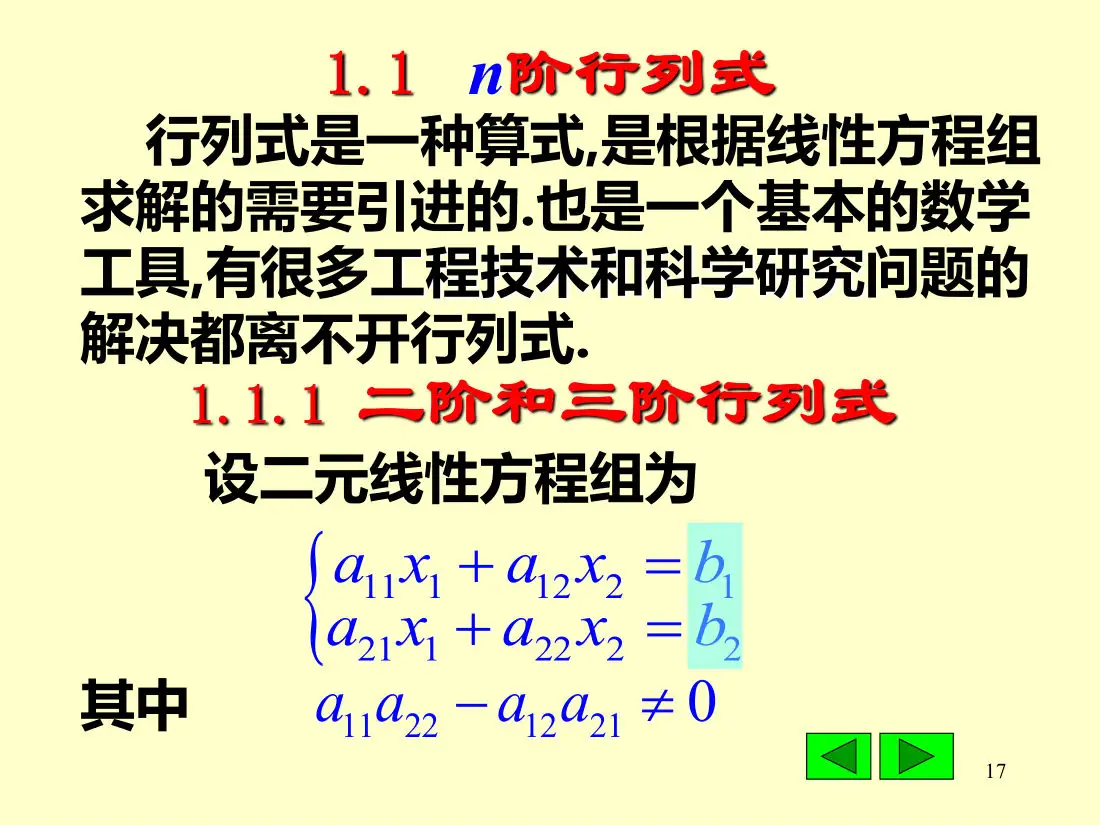 1.1 n阶行列式
行列式是一种算式,是根据线性方程组
求解的需要引进的.也是一个基本的数学
工具,有很多工程技术和科学研究问题的
解决都离不开行列式.
1.1.1 二阶和三阶行列式
设二元线性方程组为
a₁₁x₁ + a₁₂x₂ = b₁
a₂₁x₁ + a₂₂x₂ = b₂
其中 a₁₁a₂₂ − a₁₂a₂₁ ≠ 0
17